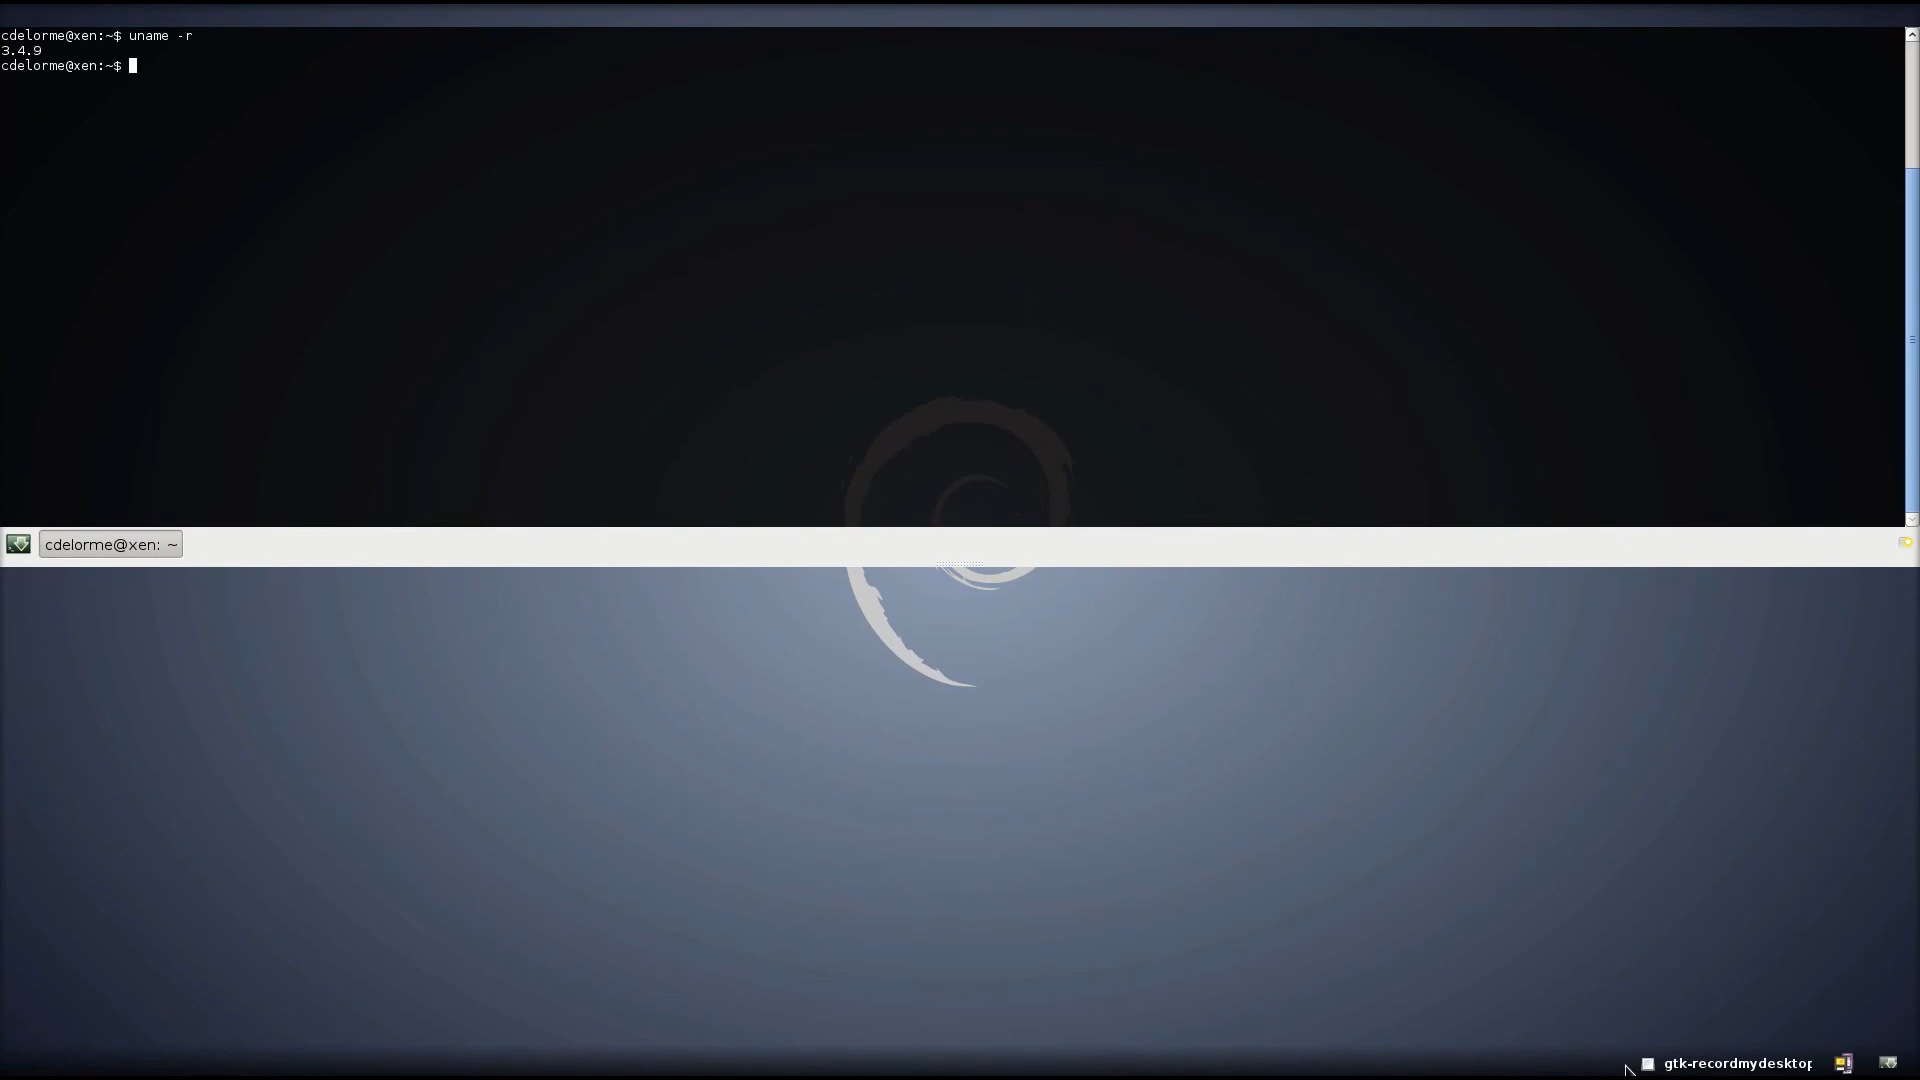 cdelorme@xen:~$ uname -r
3.4.9
cdelorme@xen:~$
cdelorme@xen: ~
gtk-recordmydesktop